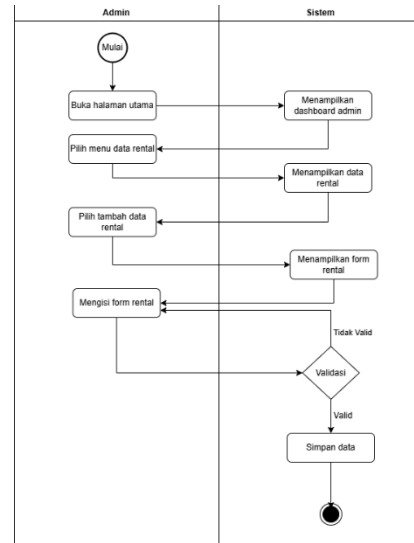 Admin
Sistem
Mulai
Buka halaman utama
Menampilkan
dashboard admin
Pilih menu data rental
Menampilkan data
rental
Pilih tambah data
rental
Menampilkan form
rental
Mengisi form rental
Tidak Valid
Validasi
Valid
Simpan data